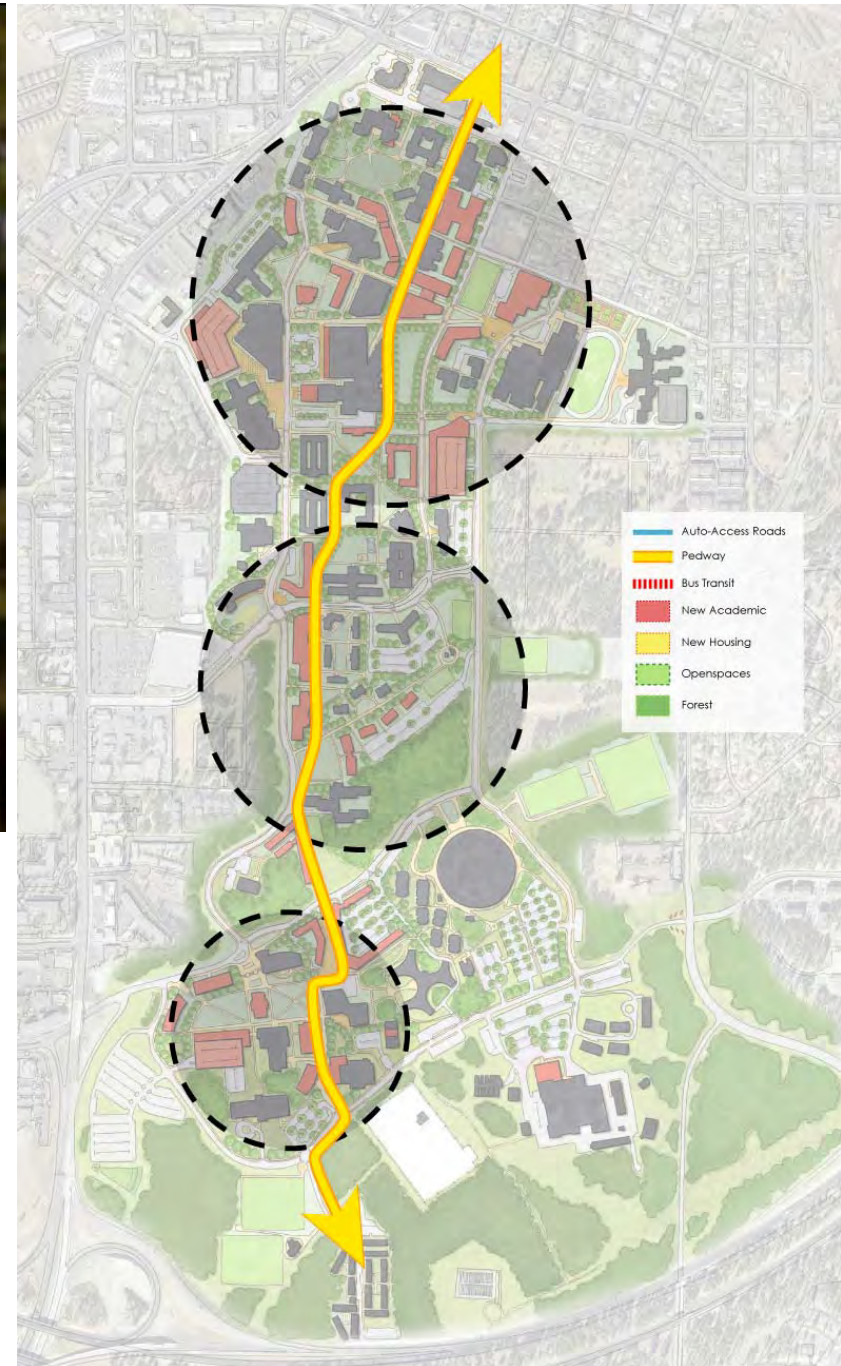 Auto-Access Roads
Pedway
Bus Transit
New Academic
New Housing
Openspaces
Forest